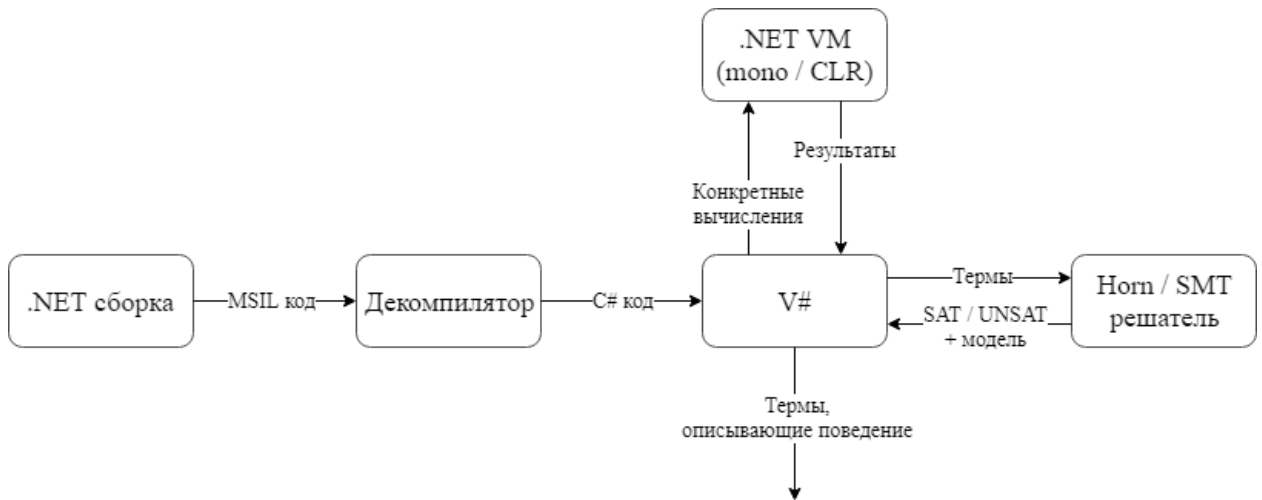 .NET VM
(mono / CLR)
Результаты
Конкретные
вычисления
.NET сборка
MSIL код
Декомпилятор
C# код
V#
Термы
SAT / UNSAT
+ модель
Horn / SMT
решатель
Термы,
описывающие поведение